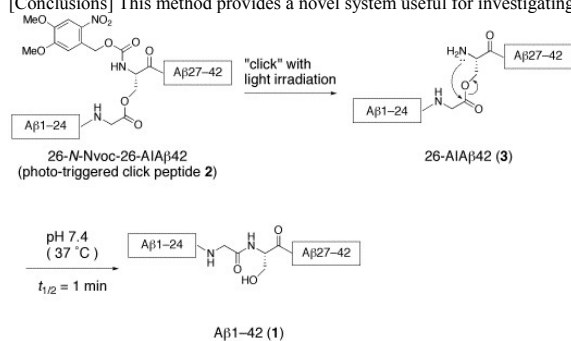 [Conclusions] This method provides a novel system useful for investigating
MeO
NO2
MeO
O
O
O
HN
Aβ27–42
O
H
N
O
Aβ1–24
26-N-Nvoc-26-AIAβ42
(photo-triggered click peptide 2)
"click" with
light irradiation
O
H2N
Aβ27–42
O
H
N
O
Aβ1–24
26-AIAβ42 (3)
pH 7.4
( 37 °C )
t1/2 = 1 min
Aβ1–24
N
H
O
H
N
O
HO
Aβ27–42
Aβ1–42 (1)